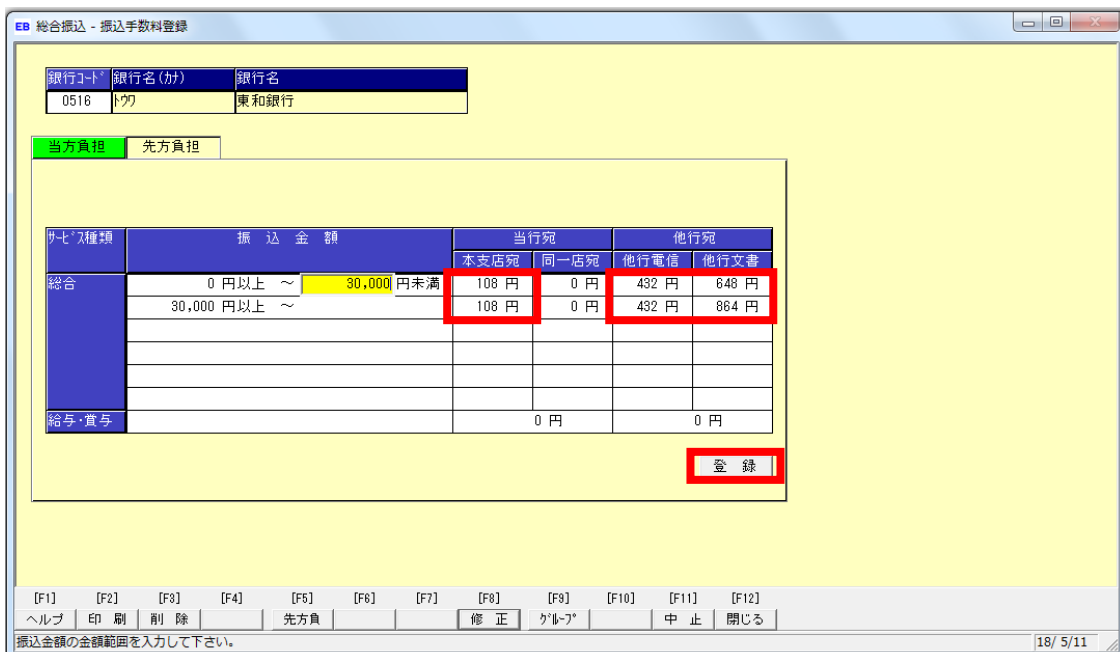 EB 総合振込 - 振込手数料登録
銀行ｺｰﾄﾞ 銀行名(ｶﾅ) 銀行名
0516 ﾄｳﾜ 東和銀行
当方負担 先方負担
ｻｰﾋﾞｽ種類 振 込 金 額 当行宛 他行宛
本支店宛 同一店宛 他行電信 他行文書
総合 0 円以上 ～ 30,000 円未満 108 円 0 円 432 円 648 円
30,000 円以上 ～ 108 円 0 円 432 円 864 円
給与・賞与 0 円 0 円
登 録
[F1] [F2] [F3] [F4] [F5] [F6] [F7] [F8] [F9] [F10] [F11] [F12]
ヘルプ 印 刷 削 除 先方負 修 正 ｸﾞﾙｰﾌﾟ 中 止 閉じる
振込金額の金額範囲を入力して下さい。 18/ 5/11